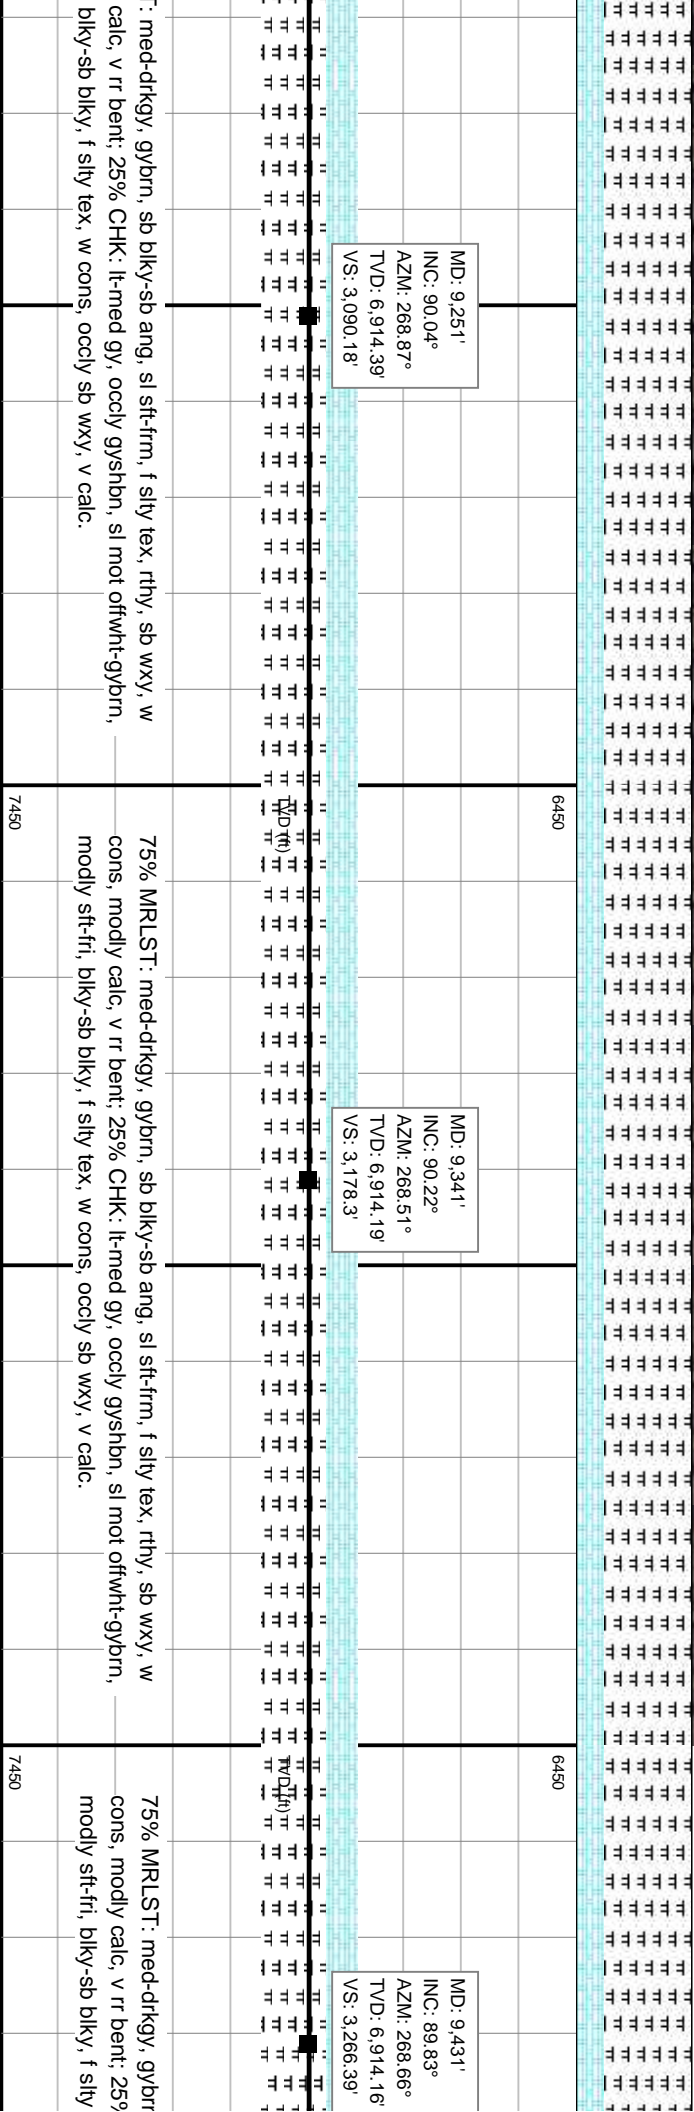 MD: 9,251'
INC: 90.04°
AZM: 268.87°
TVD: 6,914.39'
VS: 3,090.18'
T: med-drkgy, gybrn, sb blky-sb ang, sl sft-frm, f slty tex, rthy, sb wxy, w
calc, v rr bent; 25% CHK: lt-med gy, occly gyshbn, sl mot offwht-gybrn,
blky-sb blky, f slty tex, w cons, occly sb wxy, v calc.
6450
TVD (ft)
7450
MD: 9,341'
INC: 90.22°
AZM: 268.51°
TVD: 6,914.19'
VS: 3,178.3'
75% MRLST: med-drkgy, gybrn, sb blky-sb ang, sl sft-frm, f slty tex, rthy, sb wxy, w
cons, modly calc, v rr bent; 25% CHK: lt-med gy, occly gyshbn, sl mot offwht-gybrn,
modly sft-fri, blky-sb blky, f slty tex, w cons, occly sb wxy, v calc.
6450
TVD (ft)
7450
MD: 9,431'
INC: 89.83°
AZM: 268.66°
TVD: 6,914.16'
VS: 3,266.39'
75% MRLST: med-drkgy, gybrn
cons, modly calc, v rr bent; 25%
modly sft-fri, blky-sb blky, f slty